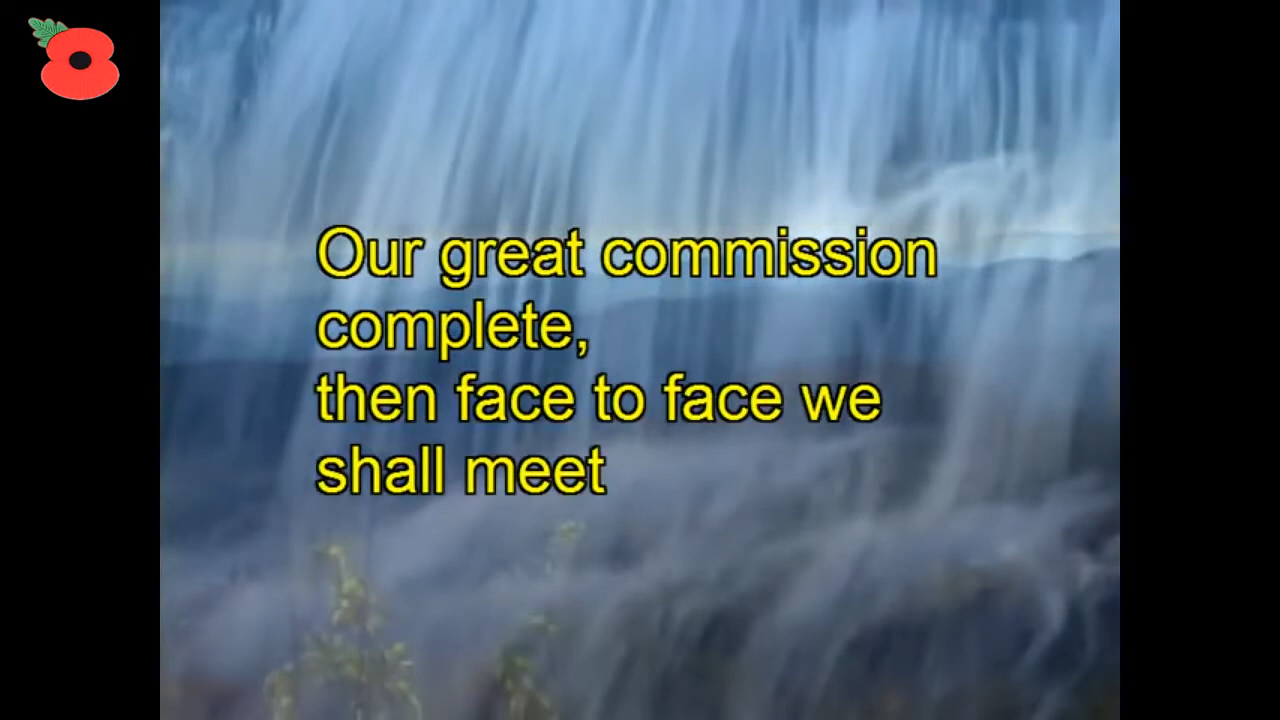 Our great commission
complete,
then face to face we
shall meet